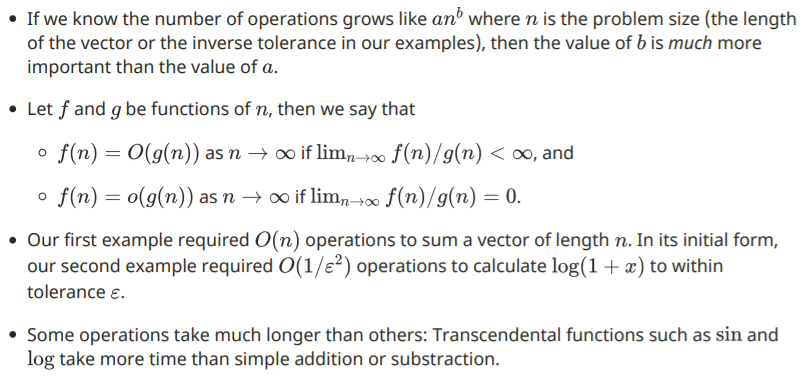 • If we know the number of operations grows like an^b where n is the problem size (the length
of the vector or the inverse tolerance in our examples), then the value of b is much more
important than the value of a.
• Let f and g be functions of n, then we say that
◦ f(n) = O(g(n)) as n → ∞ if lim_{n→∞} f(n)/g(n) < ∞, and
◦ f(n) = o(g(n)) as n → ∞ if lim_{n→∞} f(n)/g(n) = 0.
• Our first example required O(n) operations to sum a vector of length n. In its initial form,
our second example required O(1/ε²) operations to calculate log(1 + x) to within
tolerance ε.
• Some operations take much longer than others: Transcendental functions such as sin and
log take more time than simple addition or substraction.